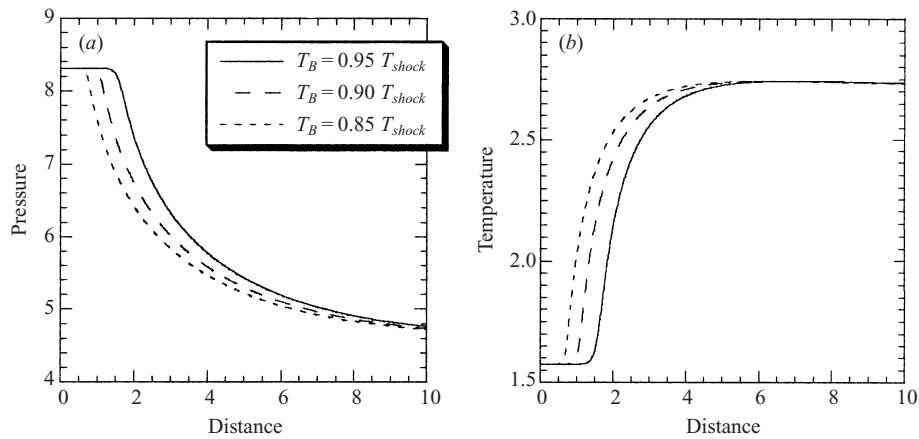 9
8
7
6
5
4
Pressure
0 2 4 6 8 10
Distance
(a)
T_B = 0.95 T_shock
T_B = 0.90 T_shock
T_B = 0.85 T_shock
3.0
2.5
2.0
1.5
Temperature
0 2 4 6 8 10
Distance
(b)